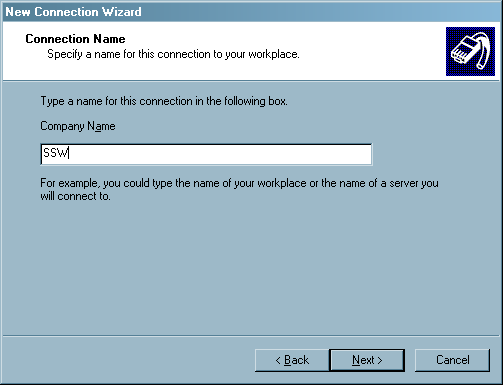 New Connection Wizard
Connection Name
Specify a name for this connection to your workplace.
Type a name for this connection in the following box.
Company Name
SSW
For example, you could type the name of your workplace or the name of a server you
will connect to.
< Back
Next >
Cancel